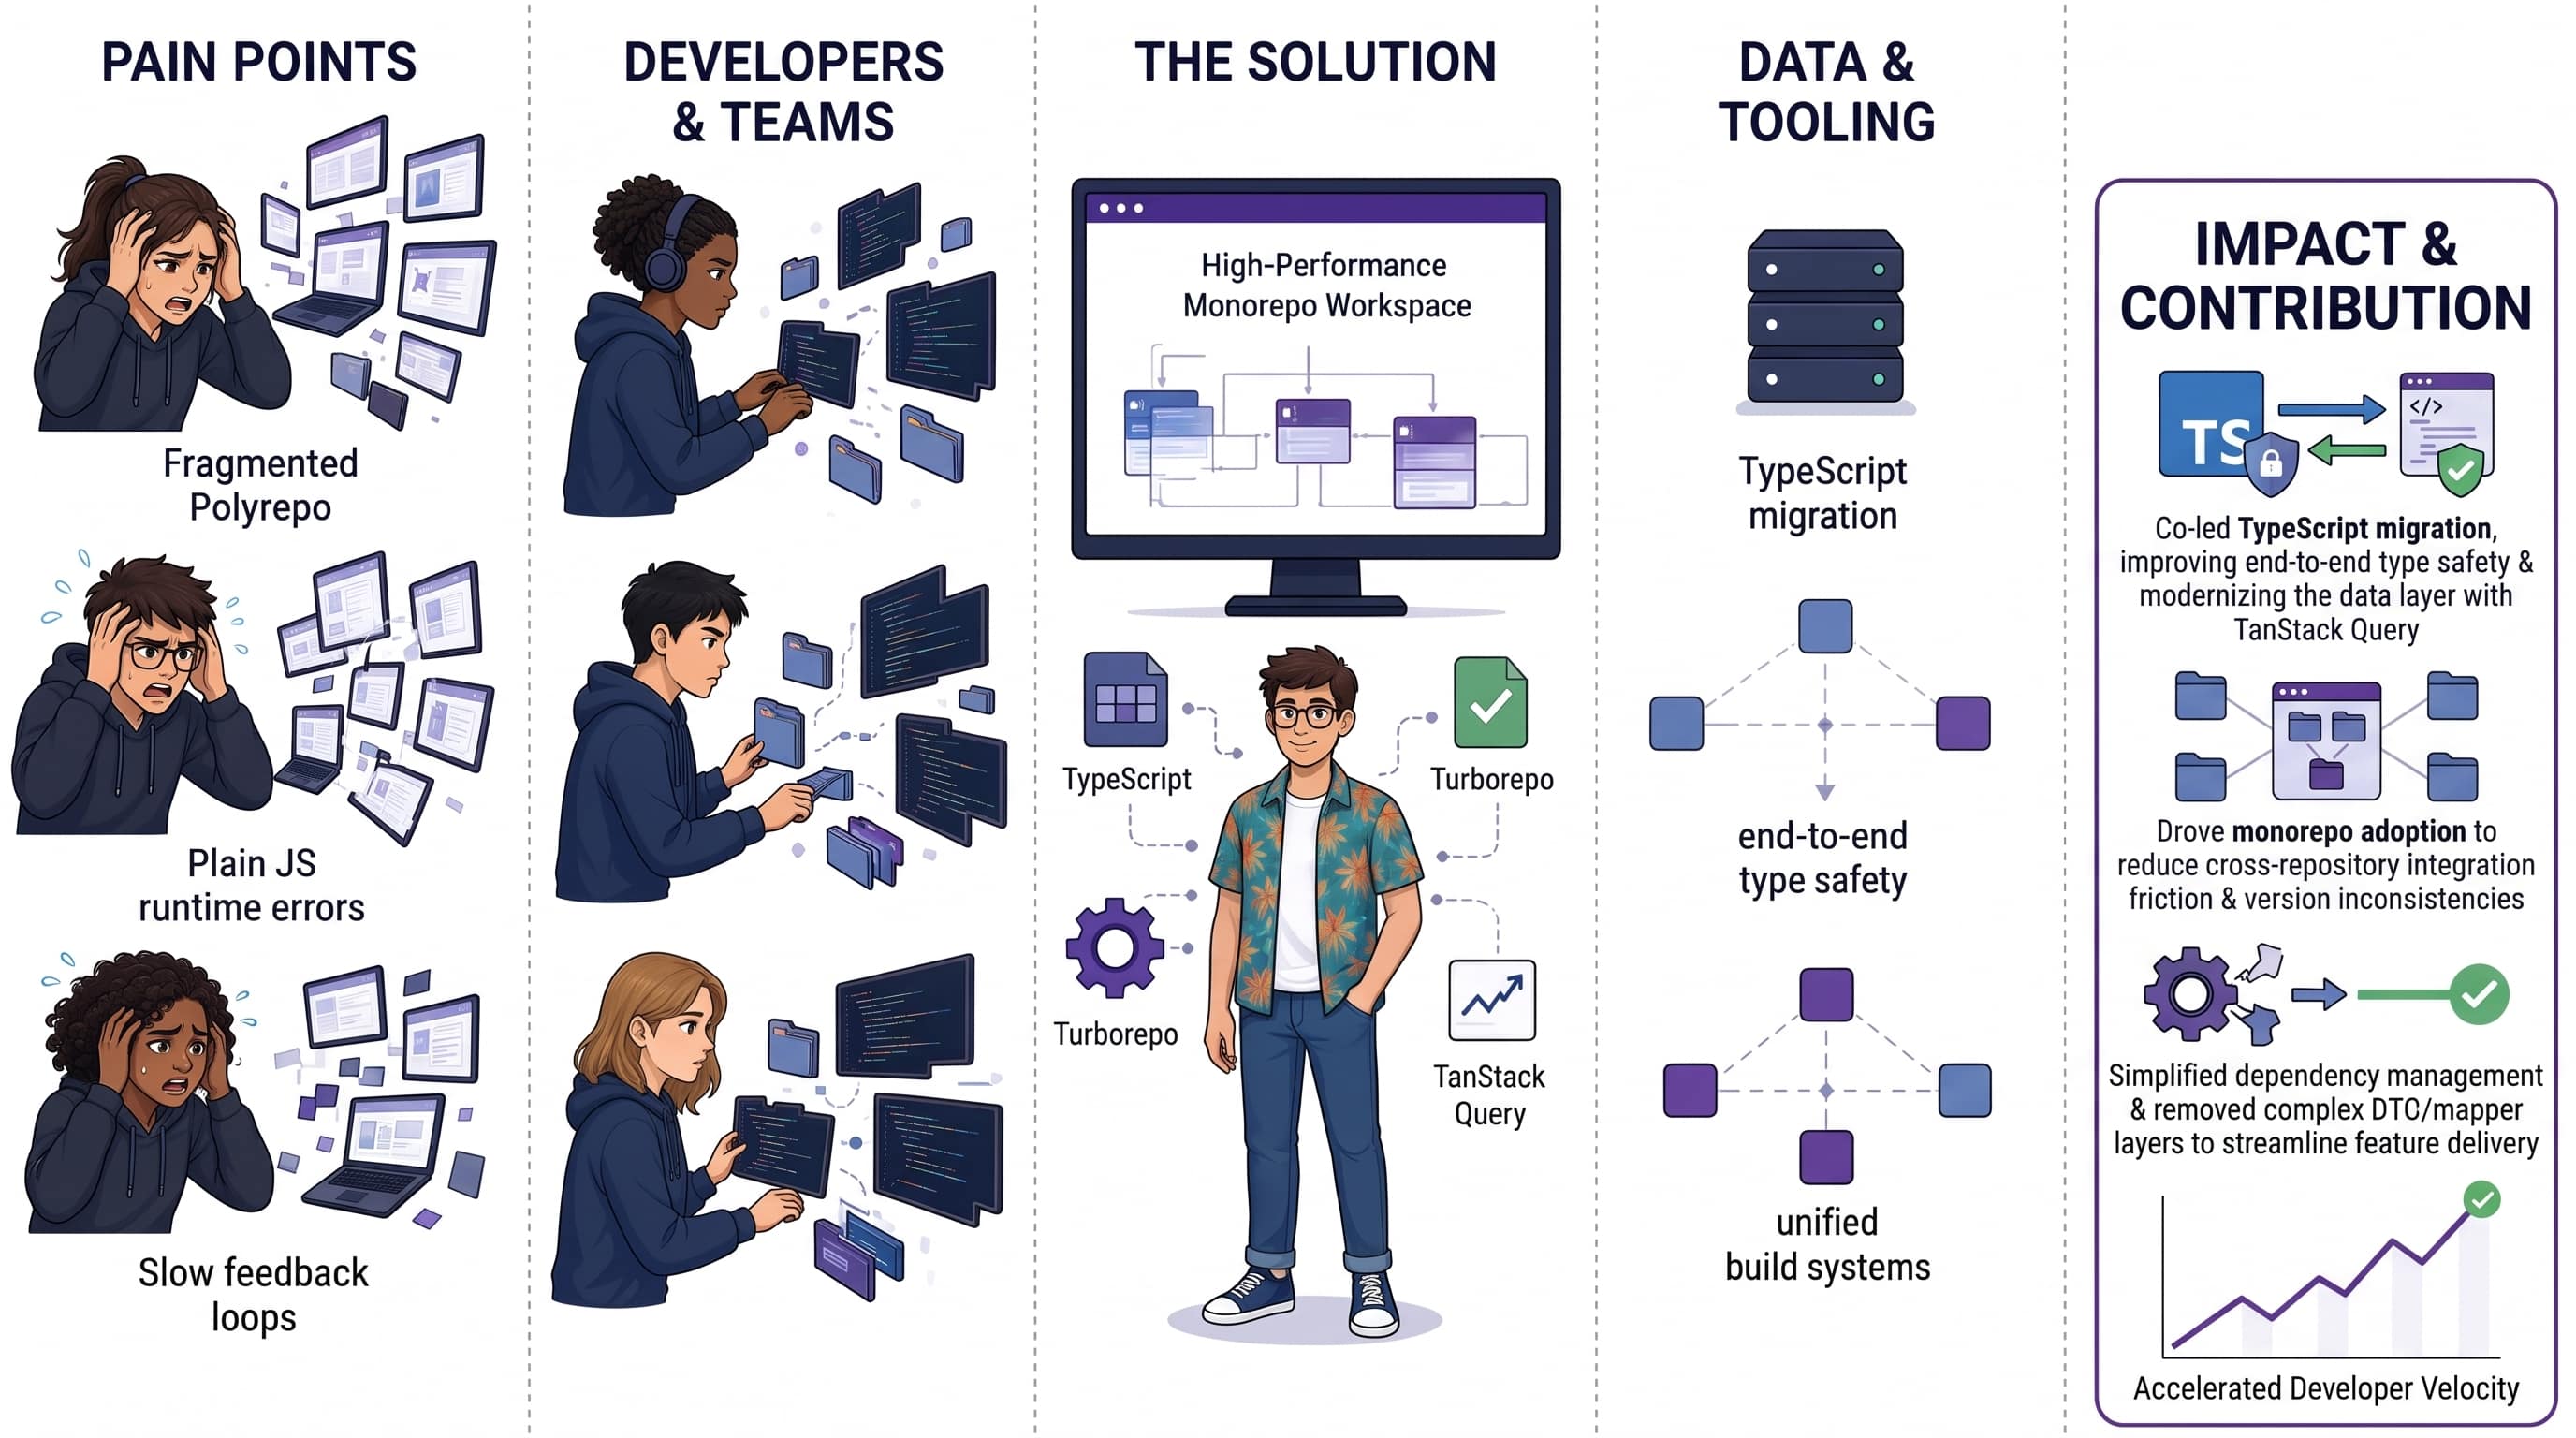 PAIN POINTS
Fragmented
Polyrepo
Plain JS
runtime errors
Slow feedback
loops
DEVELOPERS
& TEAMS
THE SOLUTION
High-Performance
Monorepo Workspace
TypeScript
Turborepo
Turborepo
TanStack
Query
DATA &
TOOLING
TypeScript
migration
end-to-end
type safety
unified
build systems
IMPACT &
CONTRIBUTION
TS
</>
Co-led TypeScript migration,
improving end-to-end type safety &
modernizing the data layer with
TanStack Query
Drove monorepo adoption to
reduce cross-repository integration
friction & version inconsistencies
Simplified dependency management
& removed complex DTC/mapper
layers to streamline feature delivery
Accelerated Developer Velocity